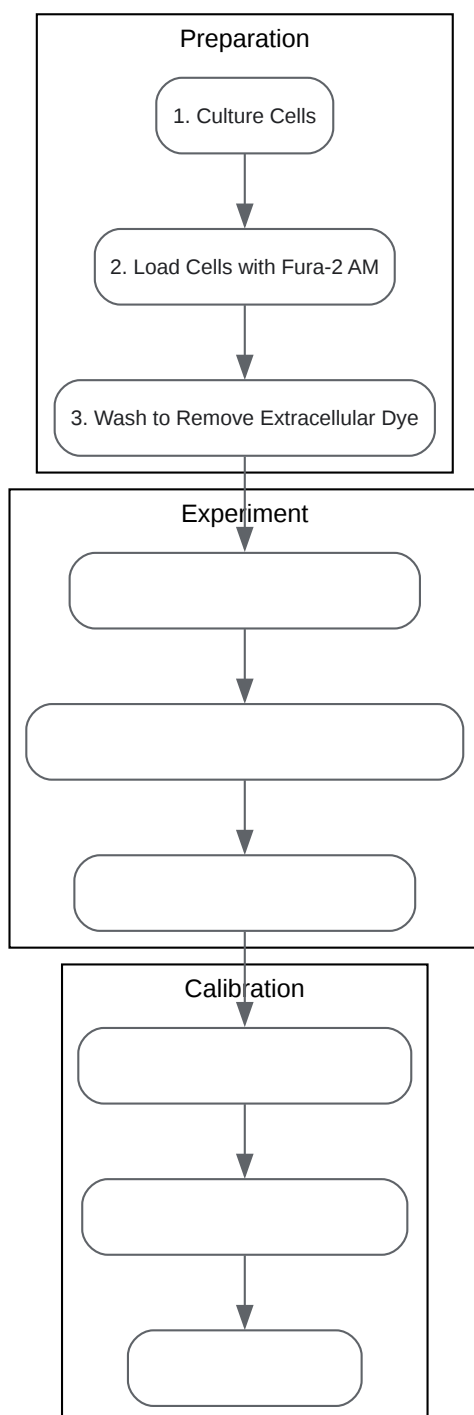 Preparation
1. Culture Cells
2. Load Cells with Fura-2 AM
3. Wash to Remove Extracellular Dye
Experiment
Calibration